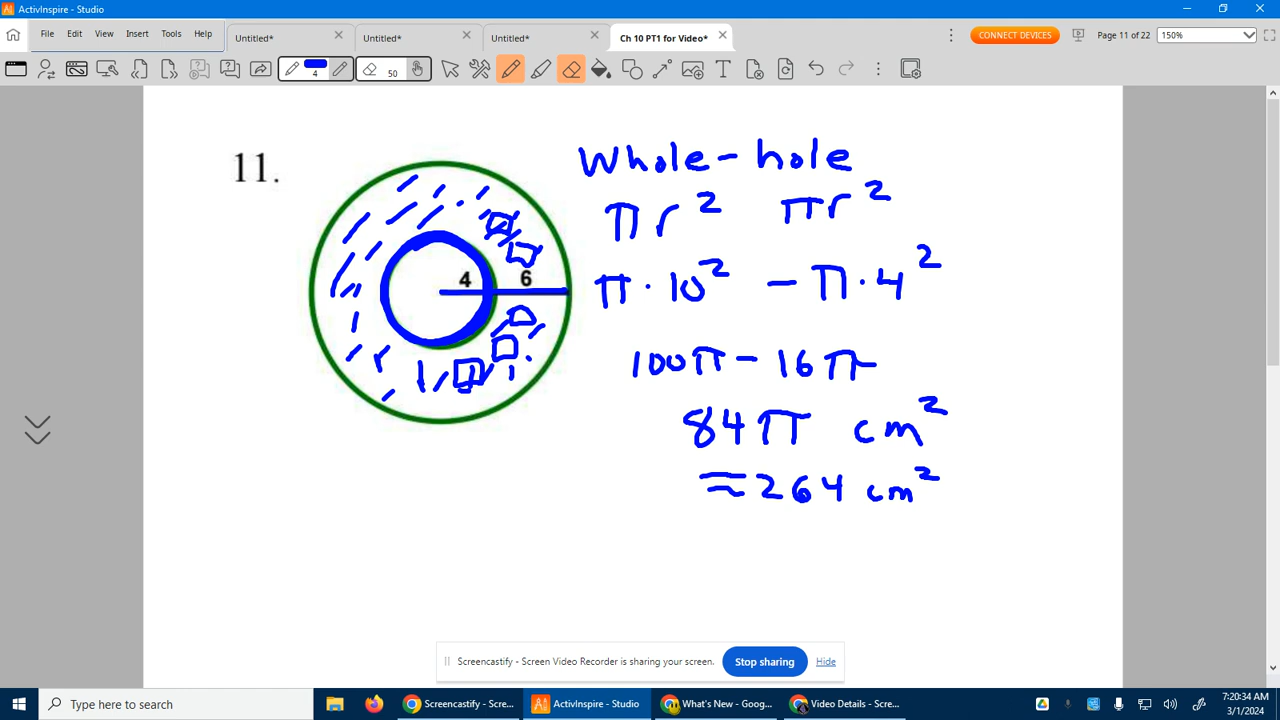 ActivInspire - Studio
File Edit View Insert Tools Help
Untitled* Untitled* Untitled* Ch 10 PT1 for Video*
CONNECT DEVICES
Page 11 of 22
150%
4
50
11.
4 6
Whole - hole
πr² πr²
π · 10² - π · 4²
100π - 16π
84π cm²
≈ 264 cm²
Screencastify - Screen Video Recorder is sharing your screen. Stop sharing Hide
Type here to search
Screencastify - Scre...
ActivInspire - Studio
What's New - Goog...
Video Details - Scre...
7:20:34 AM
3/1/2024